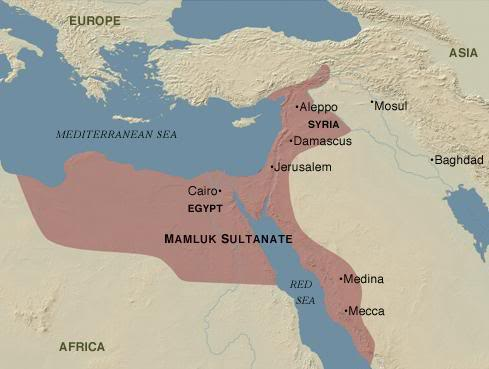 EUROPE
ASIA
Aleppo
Mosul
SYRIA
MEDITERRANEAN SEA
Damascus
Baghdad
Jerusalem
Cairo
EGYPT
MAMLUK SULTANATE
RED
SEA
Medina
Mecca
AFRICA